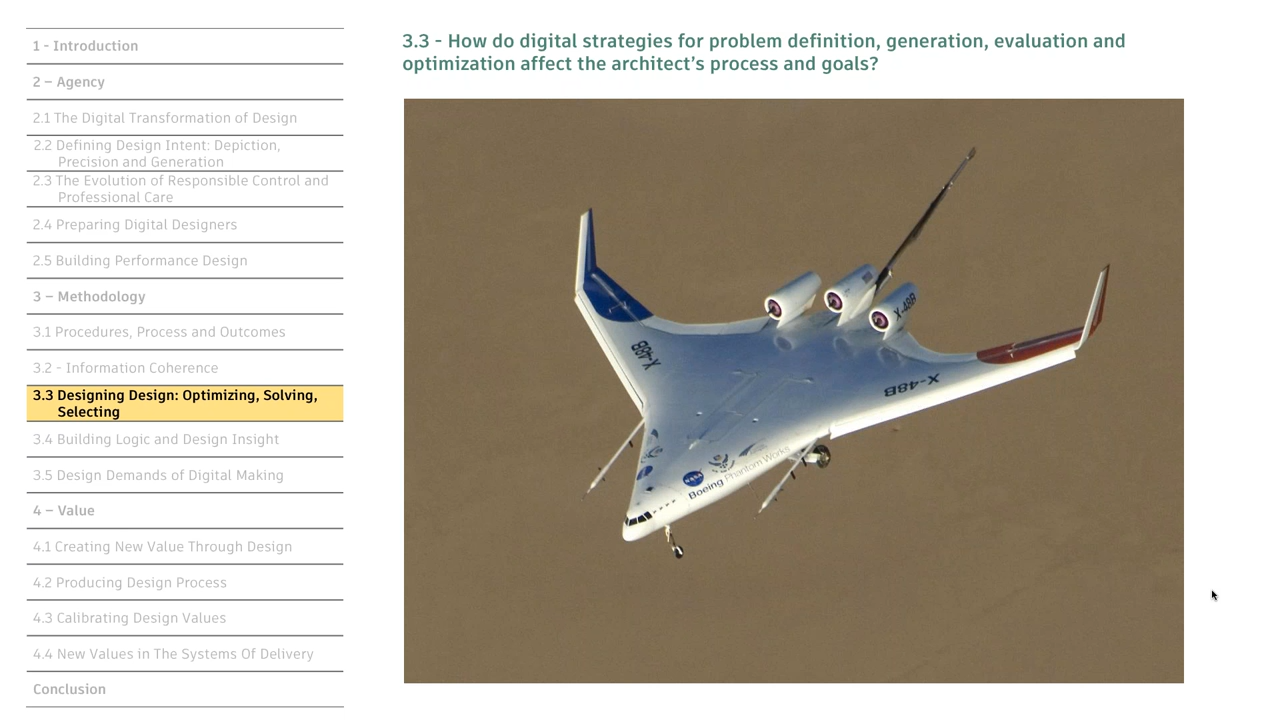 1 - Introduction
2 – Agency
2.1 The Digital Transformation of Design
2.2 Defining Design Intent: Depiction,
Precision and Generation
2.3 The Evolution of Responsible Control and
Professional Care
2.4 Preparing Digital Designers
2.5 Building Performance Design
3 – Methodology
3.1 Procedures, Process and Outcomes
3.2 - Information Coherence
3.3 Designing Design: Optimizing, Solving,
Selecting
3.4 Building Logic and Design Insight
3.5 Design Demands of Digital Making
4 – Value
4.1 Creating New Value Through Design
4.2 Producing Design Process
4.3 Calibrating Design Values
4.4 New Values in The Systems Of Delivery
Conclusion
3.3 - How do digital strategies for problem definition, generation, evaluation and
optimization affect the architect’s process and goals?
X-48B
X-48B
X-48B
NASA
Boeing Phantom Works